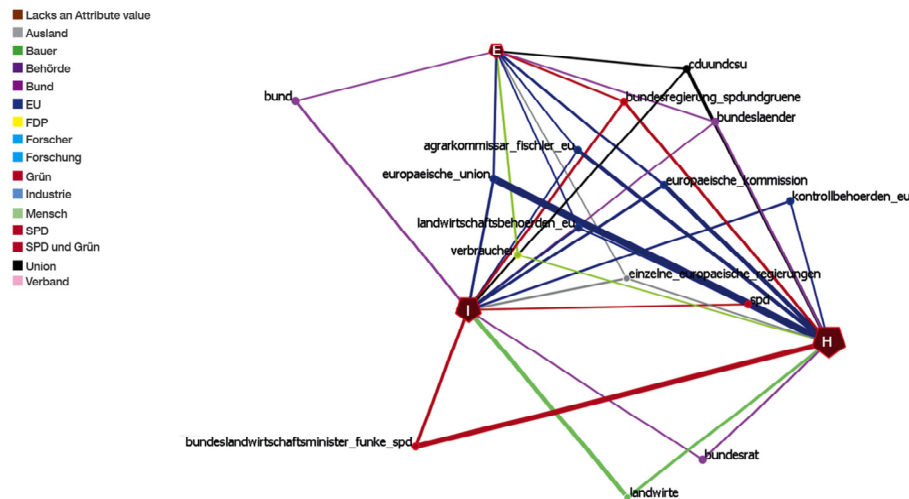 Lacks an Attribute value
Ausland
Bauer
Behörde
Bund
EU
FDP
Forscher
Forschung
Grün
Industrie
Mensch
SPD
SPD und Grün
Union
Verband
E
cduundcsu
bund
bundesregierung_spdundgruene
bundeslaender
agrarkommissar_fischler_eu
europaeische_union
europaeische_kommission
kontrollbehoerden_eu
landwirtschaftsbehoerden_eu
verbraucher
einzelne_europaeische_regierungen
spd
I
H
bundeslandwirtschaftsminister_funke_spd
bundesrat
landwirte